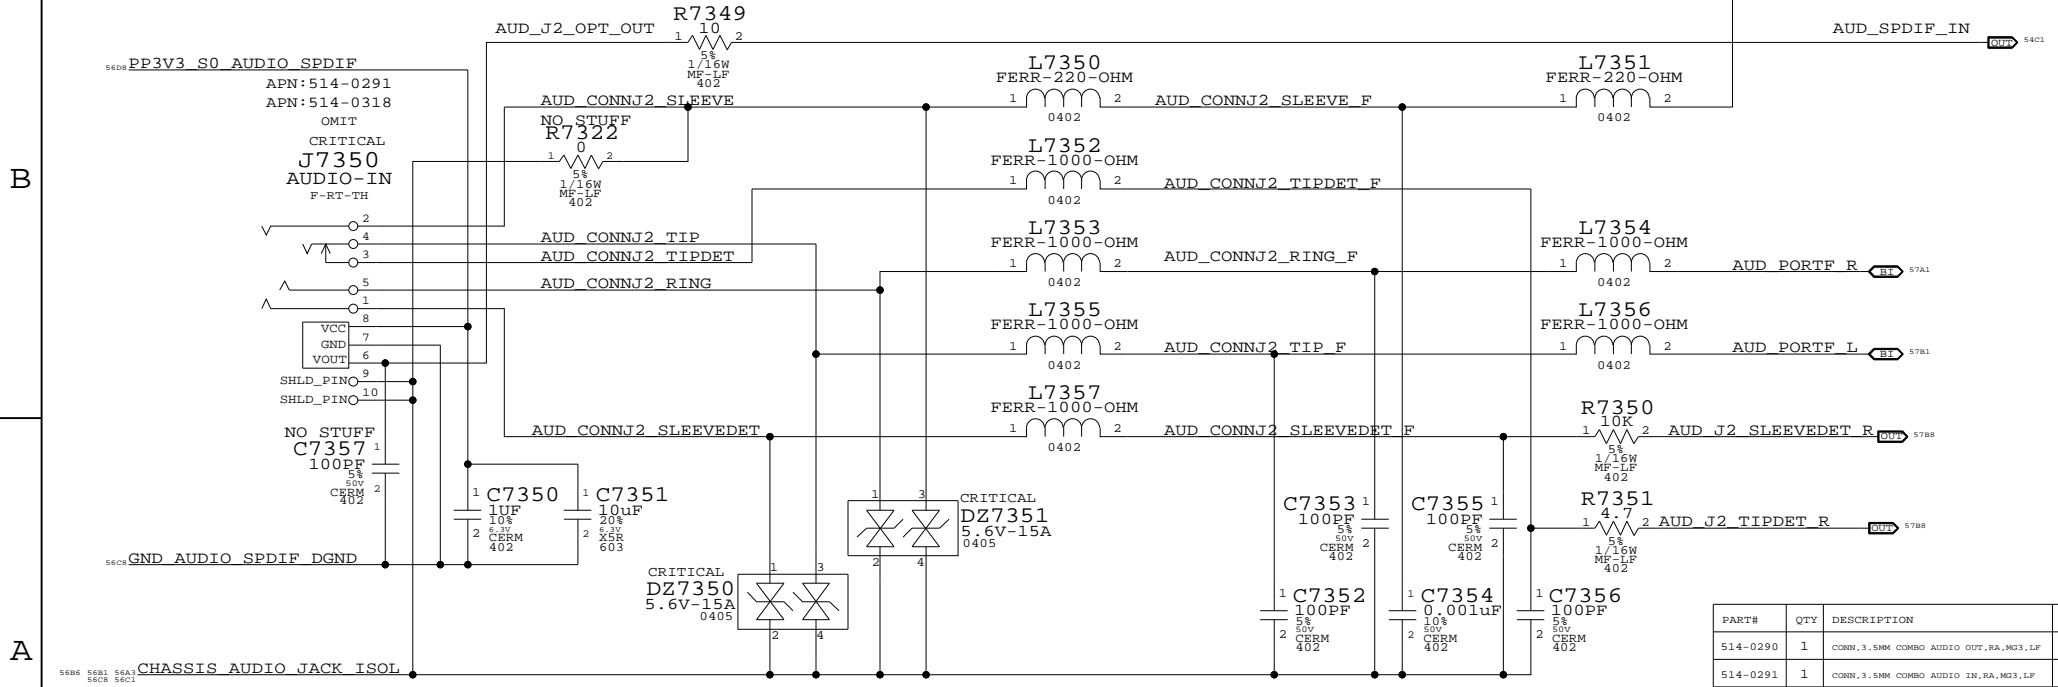 R7349
10
AUD_J2_OPT_OUT
1
2
5%
1/16W
MF-LF
402
AUD_SPDIF_IN
OUT
54C1
56D8
PP3V3_S0_AUDIO_SPDIF
APN:514-0291
APN:514-0318
OMIT
CRITICAL
J7350
AUDIO-IN
F-RT-TH
B
L7350
FERR-220-OHM
1
2
0402
L7351
FERR-220-OHM
1
2
0402
AUD_CONNJ2_SLEEVE
AUD_CONNJ2_SLEEVE_F
NO STUFF
R7322
0
1
2
5%
1/16W
MF-LF
402
L7352
FERR-1000-OHM
1
2
0402
AUD_CONNJ2_TIPDET_F
2
4
3
5
1
AUD_CONNJ2_TIP
AUD_CONNJ2_TIPDET
AUD_CONNJ2_RING
L7353
FERR-1000-OHM
1
2
0402
AUD_CONNJ2_RING_F
L7354
FERR-1000-OHM
1
2
0402
AUD_PORTF_R
BI
57A1
VCC
8
GND
7
VOUT
6
SHLD_PIN
9
SHLD_PIN
10
L7355
FERR-1000-OHM
1
2
0402
AUD_CONNJ2_TIP_F
L7356
FERR-1000-OHM
1
2
0402
AUD_PORTF_L
BI
57B1
L7357
FERR-1000-OHM
1
2
0402
AUD_CONNJ2_SLEEVEDET
AUD_CONNJ2_SLEEVEDET_F
R7350
10K
1
2
5%
1/16W
MF-LF
402
AUD_J2_SLEEVEDET_R
OUT
57B8
NO STUFF
C7357
100PF
5%
50V
CERM
402
1
2
C7350
1UF
10%
6.3V
CERM
402
1
2
C7351
10uF
20%
6.3V
X5R
603
1
2
1
3
CRITICAL
DZ7351
5.6V-15A
0405
2
4
C7353
100PF
5%
50V
CERM
402
1
2
C7355
100PF
5%
50V
CERM
402
1
2
R7351
4.7
1
2
5%
1/16W
MF-LF
402
AUD_J2_TIPDET_R
OUT
57B8
56C8
GND_AUDIO_SPDIF_DGND
CRITICAL
DZ7350
5.6V-15A
0405
1
3
2
4
C7352
100PF
5%
50V
CERM
402
1
2
C7354
0.001uF
10%
50V
CERM
402
1
2
C7356
100PF
5%
50V
CERM
402
1
2
A
56B6 56B1 56A3
56C8 56C1
CHASSIS_AUDIO_JACK_ISOL
PART# QTY DESCRIPTION
514-0290 1 CONN,3.5MM COMBO AUDIO OUT,RA,MG3,LF
514-0291 1 CONN,3.5MM COMBO AUDIO IN,RA,MG3,LF